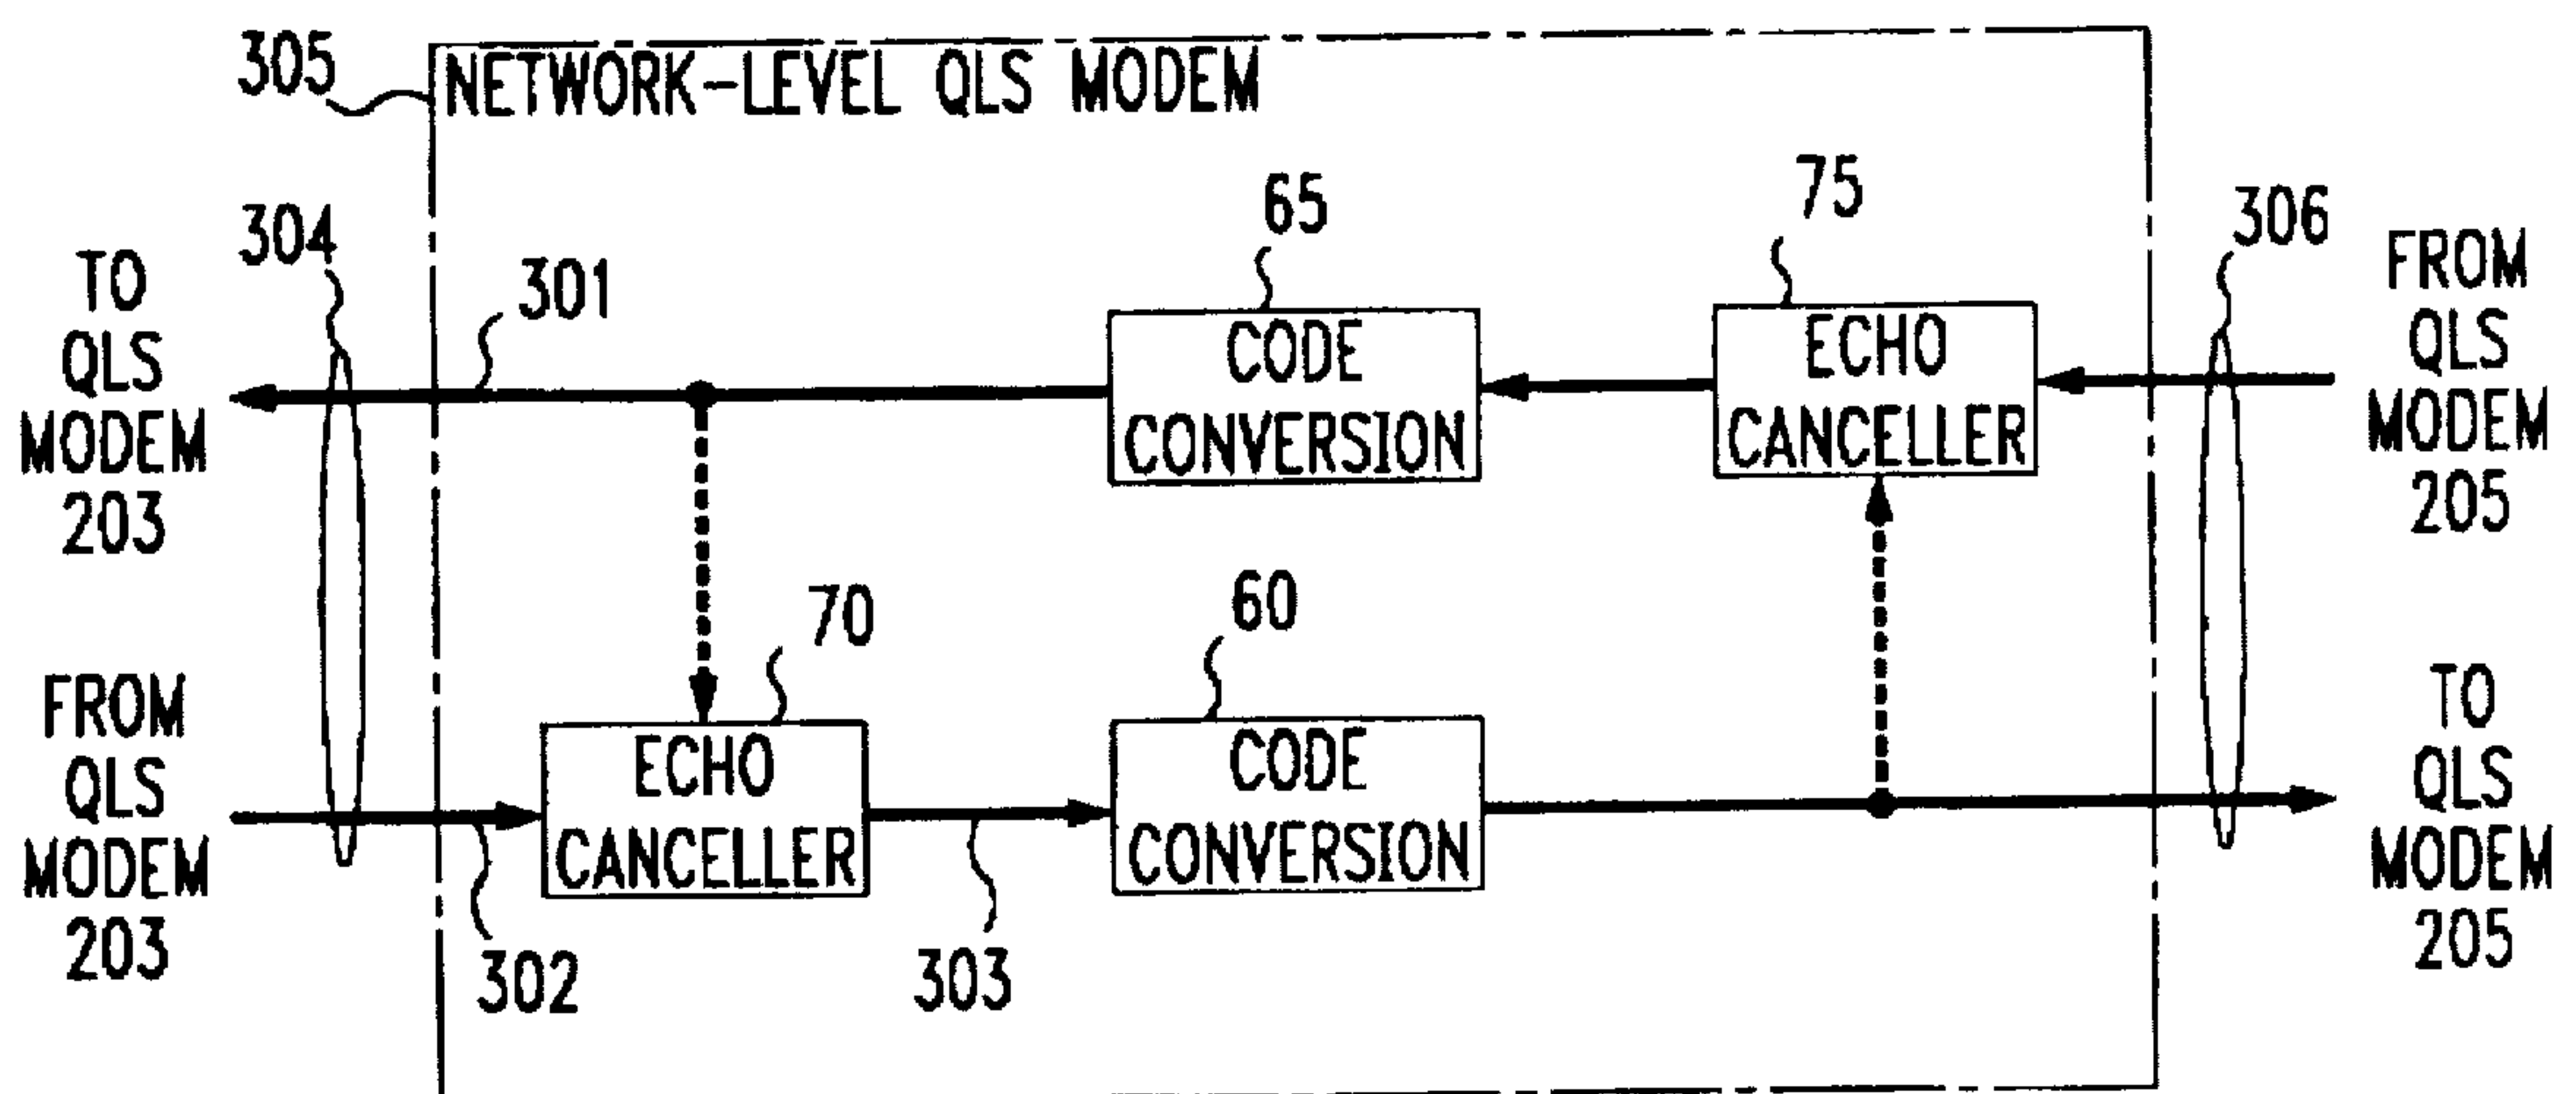 305
NETWORK-LEVEL QLS MODEM
304
TO
QLS
MODEM
203
301
65
CODE
CONVERSION
75
ECHO
CANCELLER
306
FROM
QLS
MODEM
205
FROM
QLS
MODEM
203
302
70
ECHO
CANCELLER
303
60
CODE
CONVERSION
TO
QLS
MODEM
205